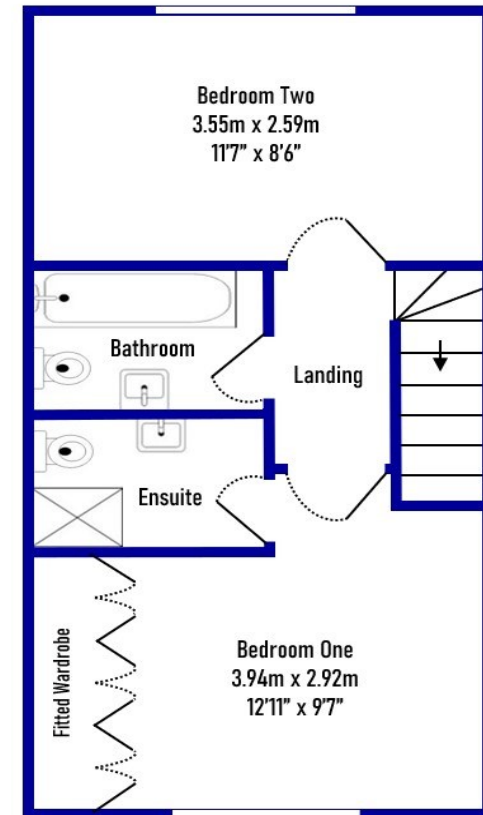 Bedroom Two
3.55m x 2.59m
11'7" x 8'6"
Bathroom
Landing
Ensuite
Fitted Wardrobe
Bedroom One
3.94m x 2.92m
12'11" x 9'7"